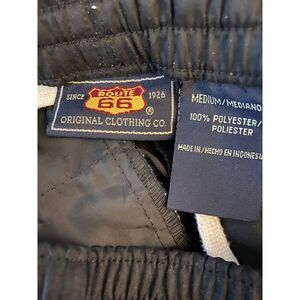 SINCE ROUTE 66 1926
®
ORIGINAL CLOTHING CO.
MEDIUM/MEDIANO
100% POLYESTER/
POLIESTER
MADE IN/HECHO EN INDONESIA